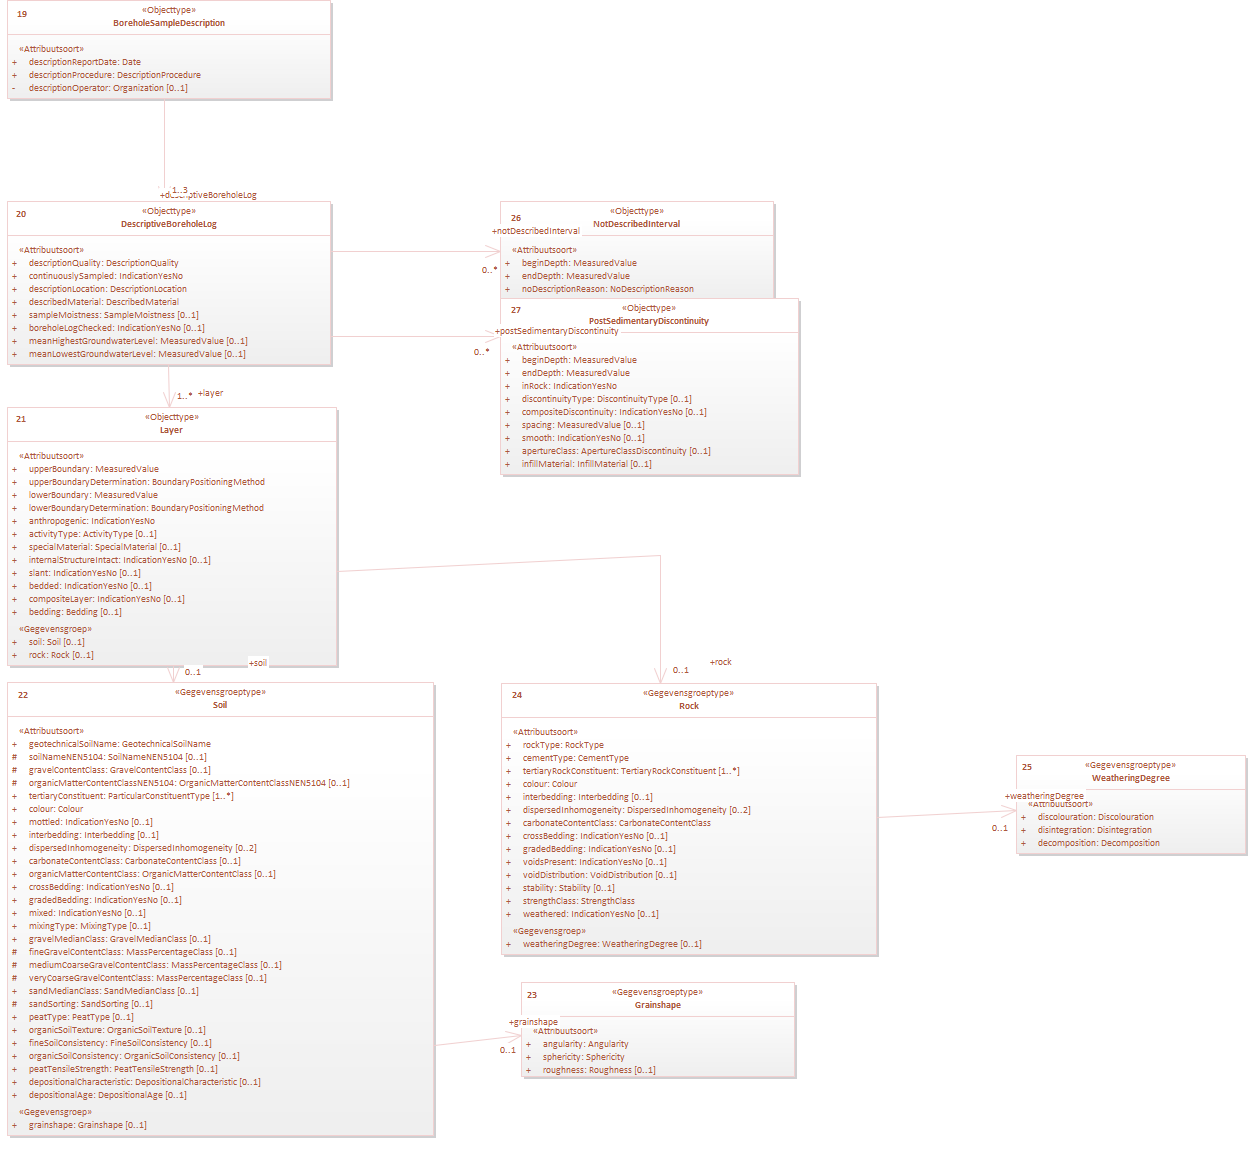 19
«Objecttype»
BoreholeSampleDescription
«Attribuutsoort»
+ descriptionReportDate: Date
+ descriptionProcedure: DescriptionProcedure
- descriptionOperator: Organization [0..1]
1..3
+descriptiveBoreholeLog
20
«Objecttype»
DescriptiveBoreholeLog
«Attribuutsoort»
+ descriptionQuality: DescriptionQuality
+ continuouslySampled: IndicationYesNo
+ descriptionLocation: DescriptionLocation
+ describedMaterial: DescribedMaterial
+ sampleMoistness: SampleMoistness [0..1]
+ boreholeLogChecked: IndicationYesNo [0..1]
+ meanHighestGroundwaterLevel: MeasuredValue [0..1]
+ meanLowestGroundwaterLevel: MeasuredValue [0..1]
26
«Objecttype»
NotDescribedInterval
+notDescribedInterval
0..*
«Attribuutsoort»
+ beginDepth: MeasuredValue
+ endDepth: MeasuredValue
+ noDescriptionReason: NoDescriptionReason
27
«Objecttype»
PostSedimentaryDiscontinuity
+postSedimentaryDiscontinuity
0..*
«Attribuutsoort»
+ beginDepth: MeasuredValue
+ endDepth: MeasuredValue
+ inRock: IndicationYesNo
+ discontinuityType: DiscontinuityType [0..1]
+ compositeDiscontinuity: IndicationYesNo [0..1]
+ spacing: MeasuredValue [0..1]
+ smooth: IndicationYesNo [0..1]
+ apertureClass: ApertureClassDiscontinuity [0..1]
+ infillMaterial: InfillMaterial [0..1]
1..* +layer
21
«Objecttype»
Layer
«Attribuutsoort»
+ upperBoundary: MeasuredValue
+ upperBoundaryDetermination: BoundaryPositioningMethod
+ lowerBoundary: MeasuredValue
+ lowerBoundaryDetermination: BoundaryPositioningMethod
+ anthropogenic: IndicationYesNo
+ activityType: ActivityType [0..1]
+ specialMaterial: SpecialMaterial [0..1]
+ internalStructureIntact: IndicationYesNo [0..1]
+ slant: IndicationYesNo [0..1]
+ bedded: IndicationYesNo [0..1]
+ compositeLayer: IndicationYesNo [0..1]
+ bedding: Bedding [0..1]
«Gegevensgroep»
+ soil: Soil [0..1]
+ rock: Rock [0..1]
0..1 +soil
0..1 +rock
22
«Gegevensgroeptype»
Soil
«Attribuutsoort»
+ geotechnicalSoilName: GeotechnicalSoilName
# soilNameNEN5104: SoilNameNEN5104 [0..1]
# gravelContentClass: GravelContentClass [0..1]
# organicMatterContentClassNEN5104: OrganicMatterContentClassNEN5104 [0..1]
+ tertiaryConstituent: ParticularConstituentType [1..*]
+ colour: Colour
+ mottled: IndicationYesNo [0..1]
+ interbedding: Interbedding [0..1]
+ dispersedInhomogeneity: DispersedInhomogeneity [0..2]
+ carbonateContentClass: CarbonateContentClass [0..1]
+ organicMatterContentClass: OrganicMatterContentClass [0..1]
+ crossBedding: IndicationYesNo [0..1]
+ gradedBedding: IndicationYesNo [0..1]
+ mixed: IndicationYesNo [0..1]
+ mixingType: MixingType [0..1]
+ gravelMedianClass: GravelMedianClass [0..1]
# fineGravelContentClass: MassPercentageClass [0..1]
# mediumCoarseGravelContentClass: MassPercentageClass [0..1]
# veryCoarseGravelContentClass: MassPercentageClass [0..1]
+ sandMedianClass: SandMedianClass [0..1]
# sandSorting: SandSorting [0..1]
+ peatType: PeatType [0..1]
+ organicSoilTexture: OrganicSoilTexture [0..1]
+ fineSoilConsistency: FineSoilConsistency [0..1]
+ organicSoilConsistency: OrganicSoilConsistency [0..1]
+ peatTensileStrength: PeatTensileStrength [0..1]
+ depositionalCharacteristic: DepositionalCharacteristic [0..1]
+ depositionalAge: DepositionalAge [0..1]
«Gegevensgroep»
+ grainshape: Grainshape [0..1]
24
«Gegevensgroeptype»
Rock
«Attribuutsoort»
+ rockType: RockType
+ cementType: CementType
+ tertiaryRockConstituent: TertiaryRockConstituent [1..*]
+ colour: Colour
+ interbedding: Interbedding [0..1]
+ dispersedInhomogeneity: DispersedInhomogeneity [0..2]
+ carbonateContentClass: CarbonateContentClass
+ crossBedding: IndicationYesNo [0..1]
+ gradedBedding: IndicationYesNo [0..1]
+ voidsPresent: IndicationYesNo [0..1]
+ voidDistribution: VoidDistribution [0..1]
+ stability: Stability [0..1]
+ strengthClass: StrengthClass
+ weathered: IndicationYesNo [0..1]
«Gegevensgroep»
+ weatheringDegree: WeatheringDegree [0..1]
25
«Gegevensgroeptype»
WeatheringDegree
+weatheringDegree
0..1
«Attribuutsoort»
+ discolouration: Discolouration
+ disintegration: Disintegration
+ decomposition: Decomposition
23
«Gegevensgroeptype»
Grainshape
+grainshape
0..1
«Attribuutsoort»
+ angularity: Angularity
+ sphericity: Sphericity
+ roughness: Roughness [0..1]